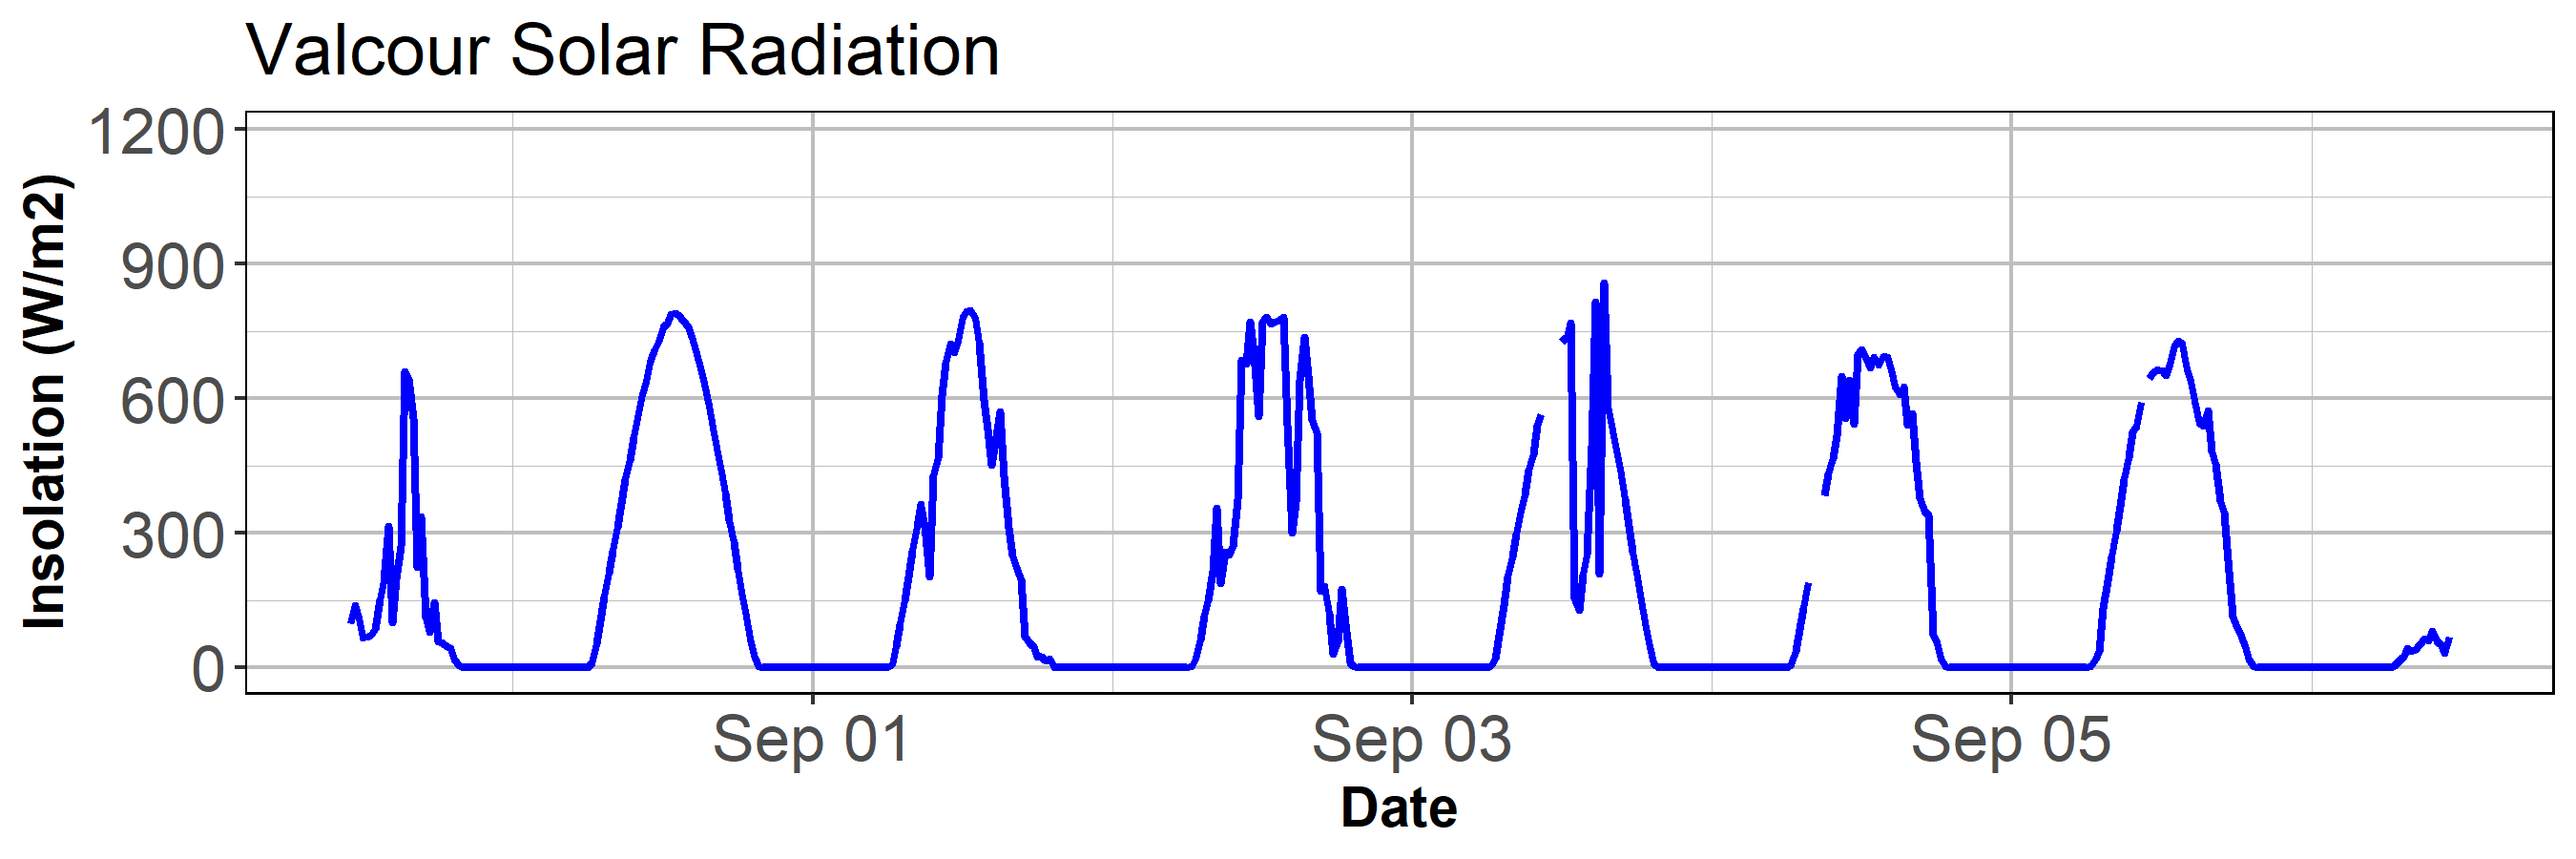 Valcour Solar Radiation
Insolation (W/m2)
1200
900
600
300
0
Sep 01
Sep 03
Sep 05
Date